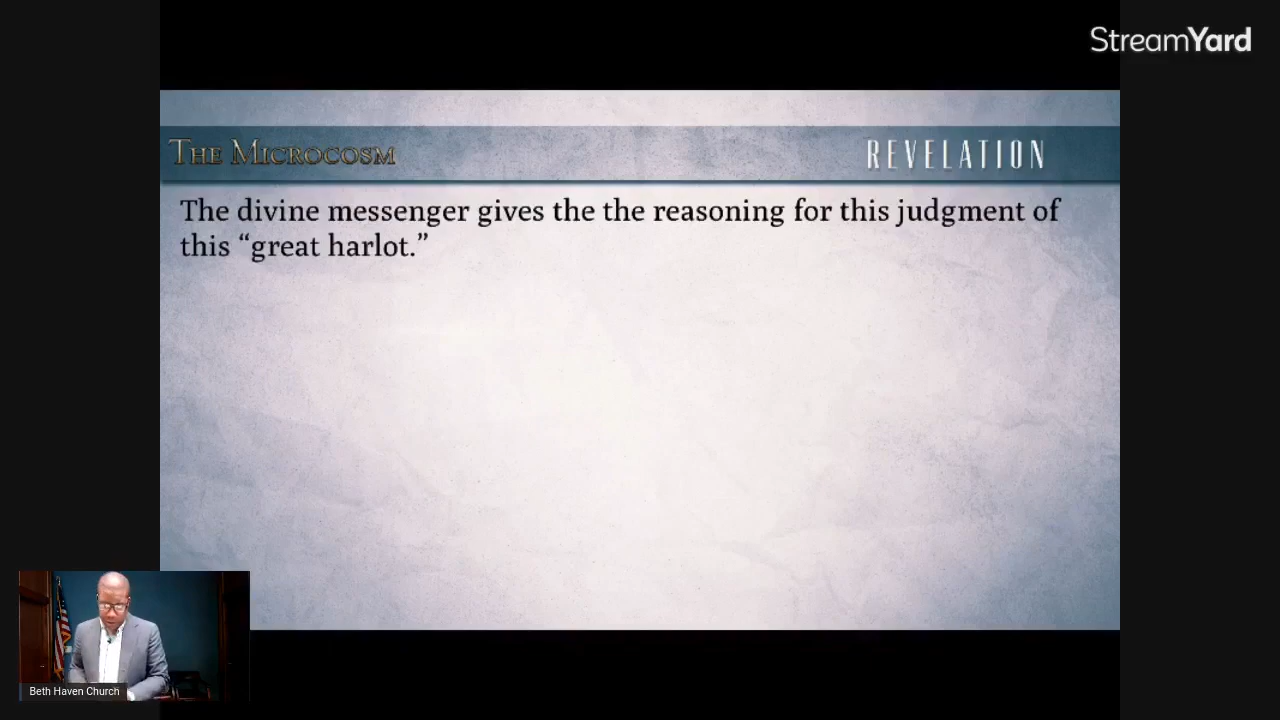 StreamYard
The Microcosm
REVELATION
The divine messenger gives the the reasoning for this judgment of
this “great harlot.”
Beth Haven Church